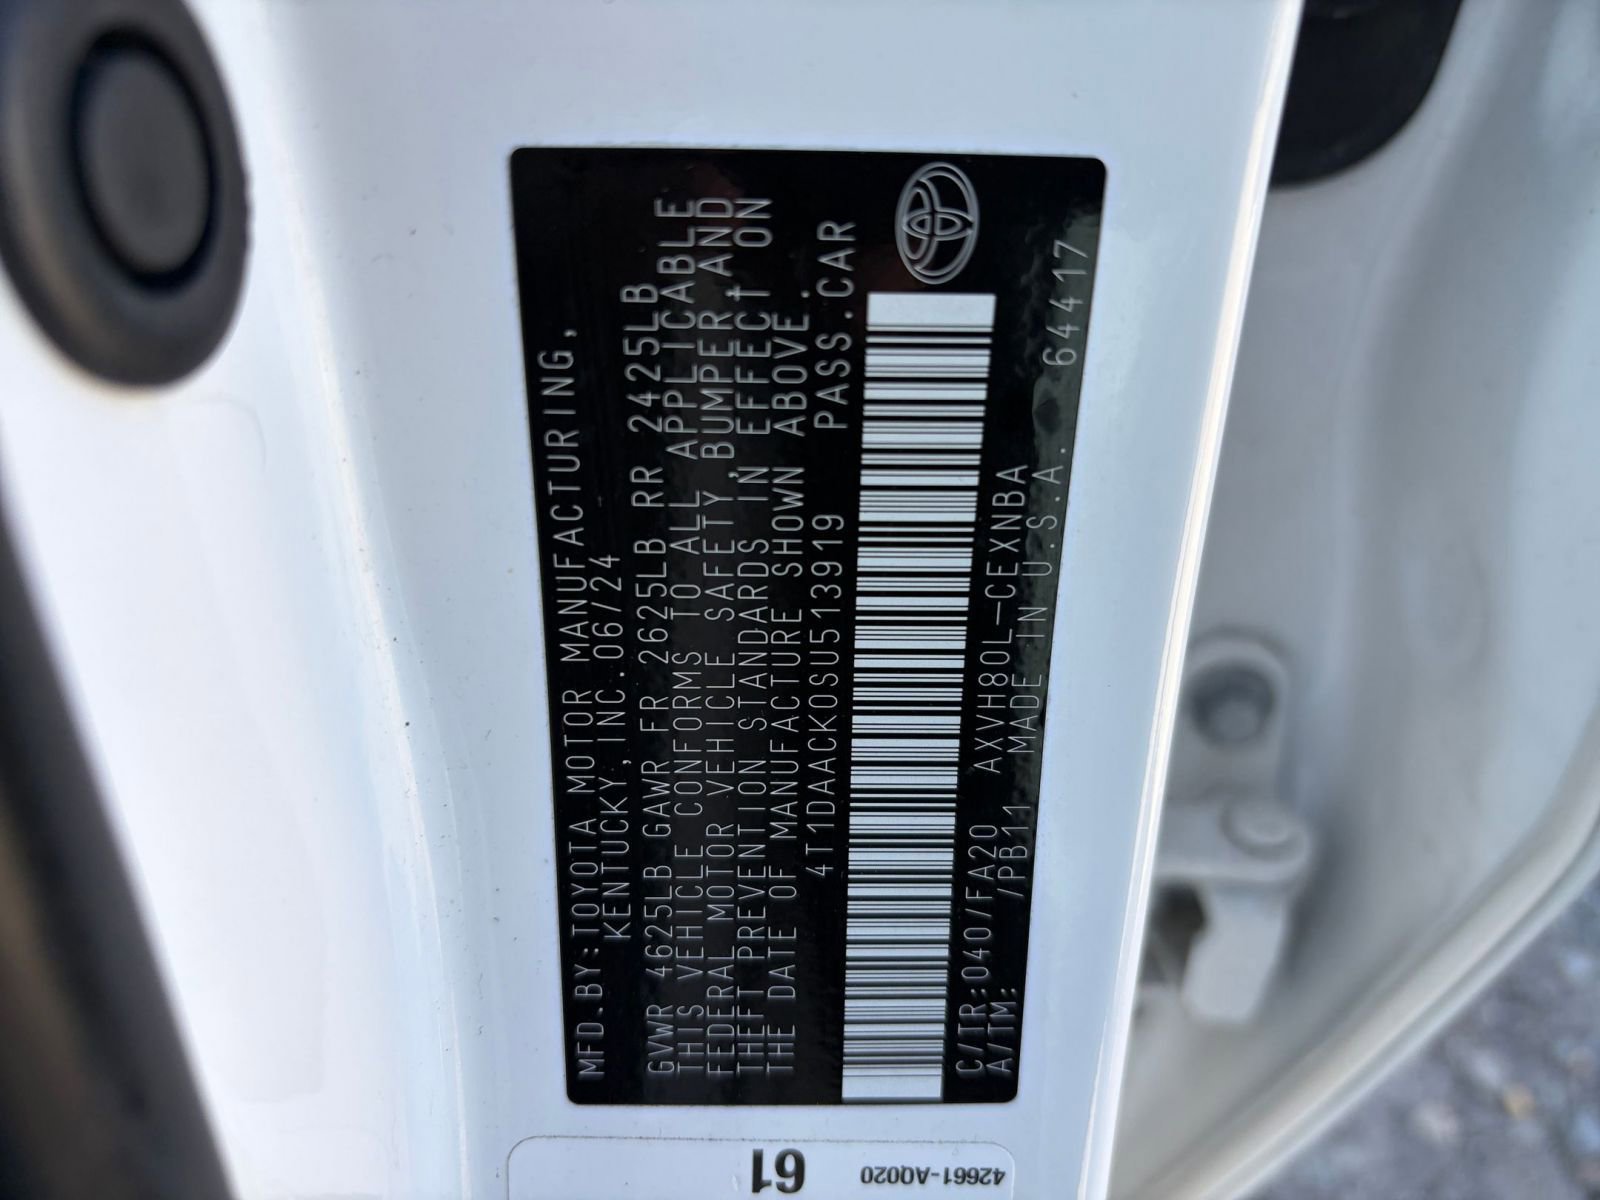 MFD.BY:TOYOTA MOTOR MANUFACTURING,
KENTUCKY, INC. 06/24
GVWR 4625LB GAWR FR 2625LB RR 2425LB
THIS VEHICLE CONFORMS TO ALL APPLICABLE
FEDERAL MOTOR VEHICLE SAFETY,BUMPER AND
THEFT PREVENTION STANDARDS IN EFFECT ON
THE DATE OF MANUFACTURE SHOWN ABOVE.
4T1DAACK0SU513919 PASS.CAR
C/TR:040/FA20 AXVH80L-CEXNBA
A/TM: /PB11 MADE IN U.S.A. 64417
61
42661-AQ020